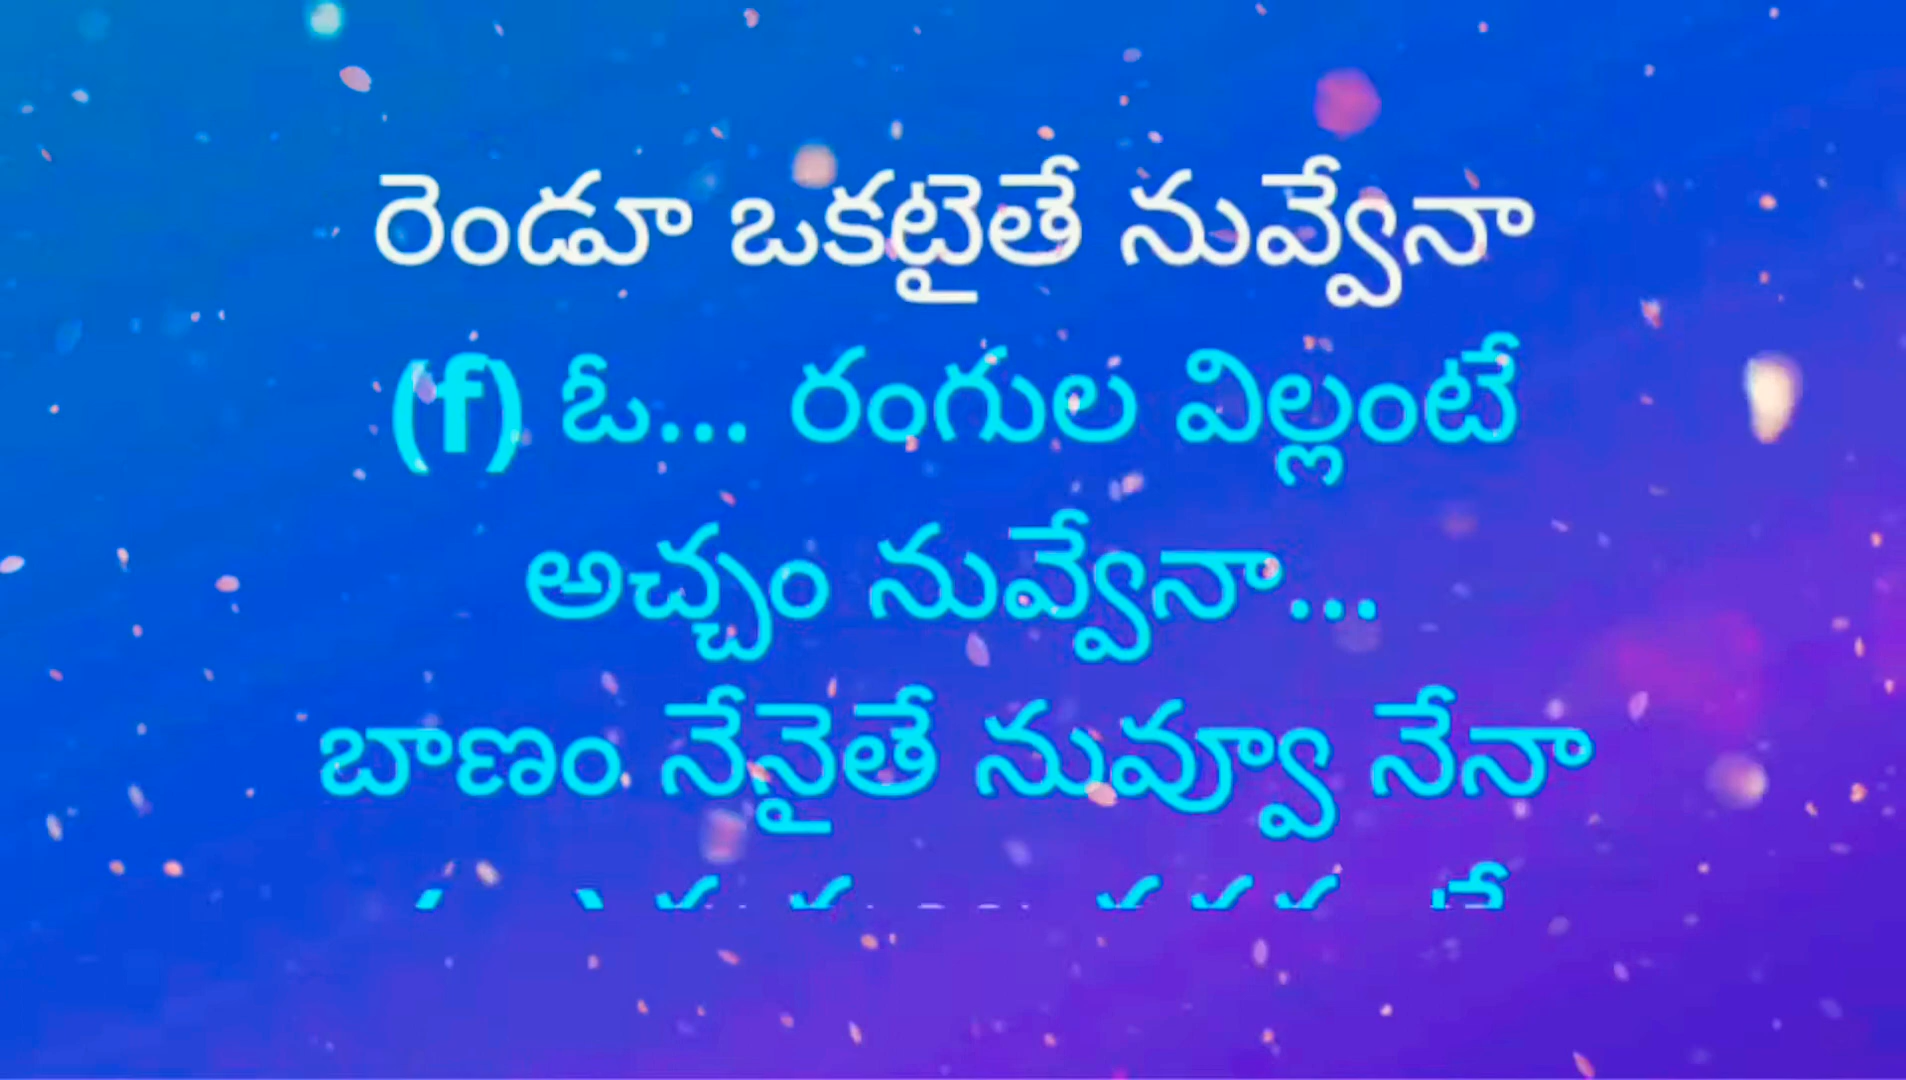 రెండూ ఒకటైతే నువ్వేనా
(f) ఓ... రంగుల విల్లంటే
అచ్చం నువ్వేనా...
బాణం నేనైతే నువ్వూ నేనా